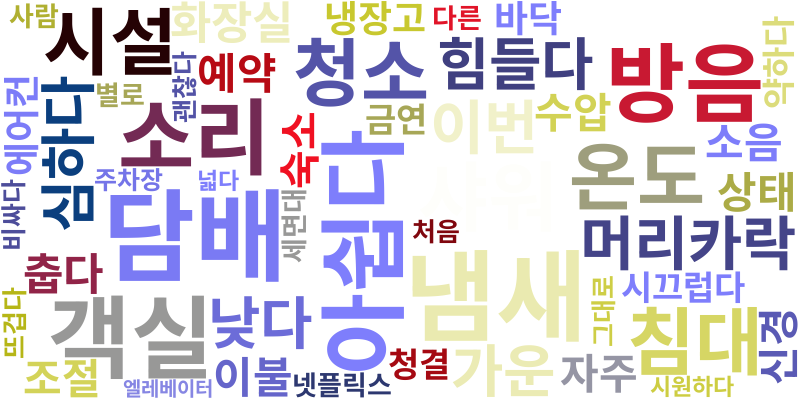 사람
시설
화장실
냉장고
다른
바닥
약하다
에어컨
심하다
별로
괜찮다
예약
청소
힘들다
방음
소리
숙소
금연
이번
수압
소음
주차장
넓다
비싸다
담배
세면대
아쉽다
처음
온도
상태
머리카락
춥다
냄새
그대로
시끄럽다
뜨겁다
객실
낮다
침대
신경
조절
이불
넷플릭스
청결
가운
자주
엘레베이터
시원하다